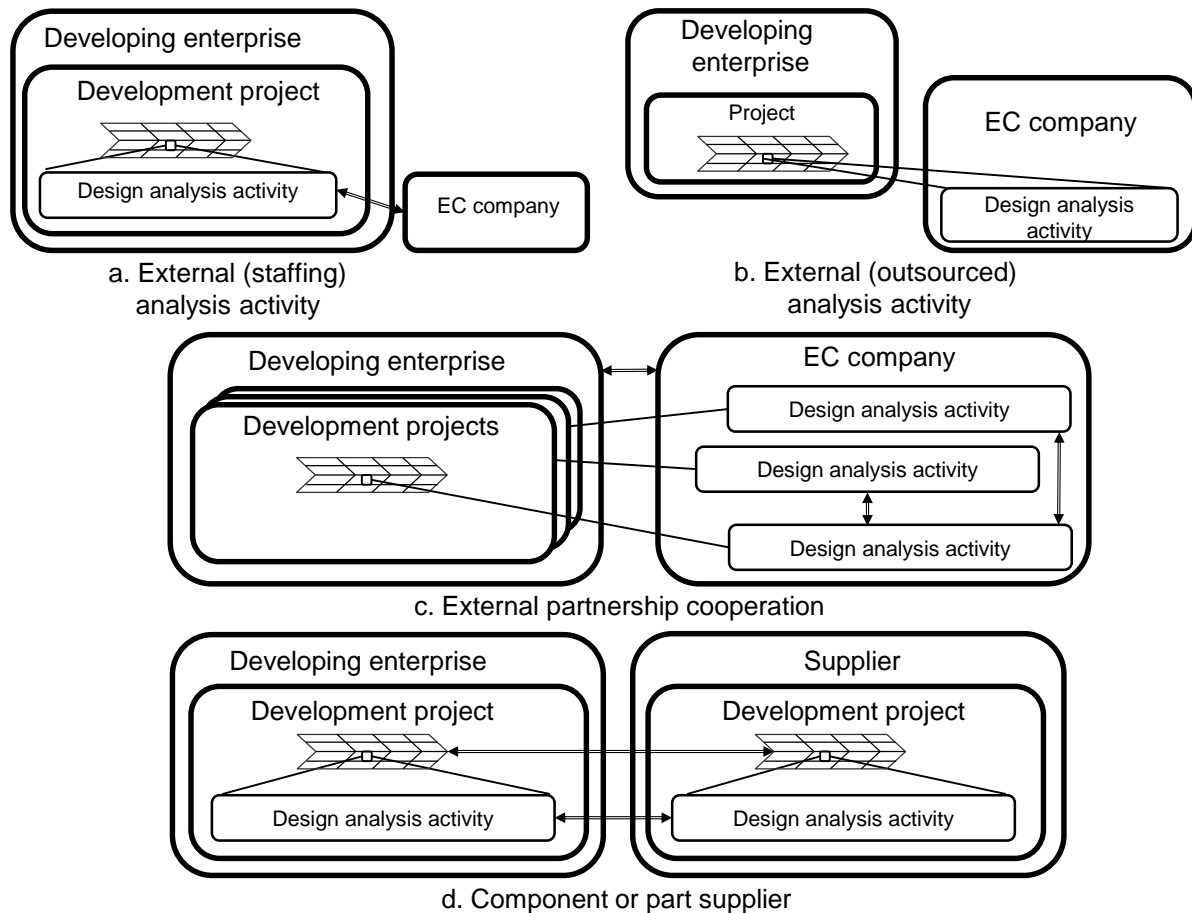 Developing enterprise
Development project
Design analysis activity
EC company
a. External (staffing)
analysis activity
Developing
enterprise
Project
EC company
Design analysis
activity
b. External (outsourced)
analysis activity
Developing enterprise
Development projects
EC company
Design analysis activity
Design analysis activity
Design analysis activity
c. External partnership cooperation
Developing enterprise
Development project
Design analysis activity
Supplier
Development project
Design analysis activity
d. Component or part supplier